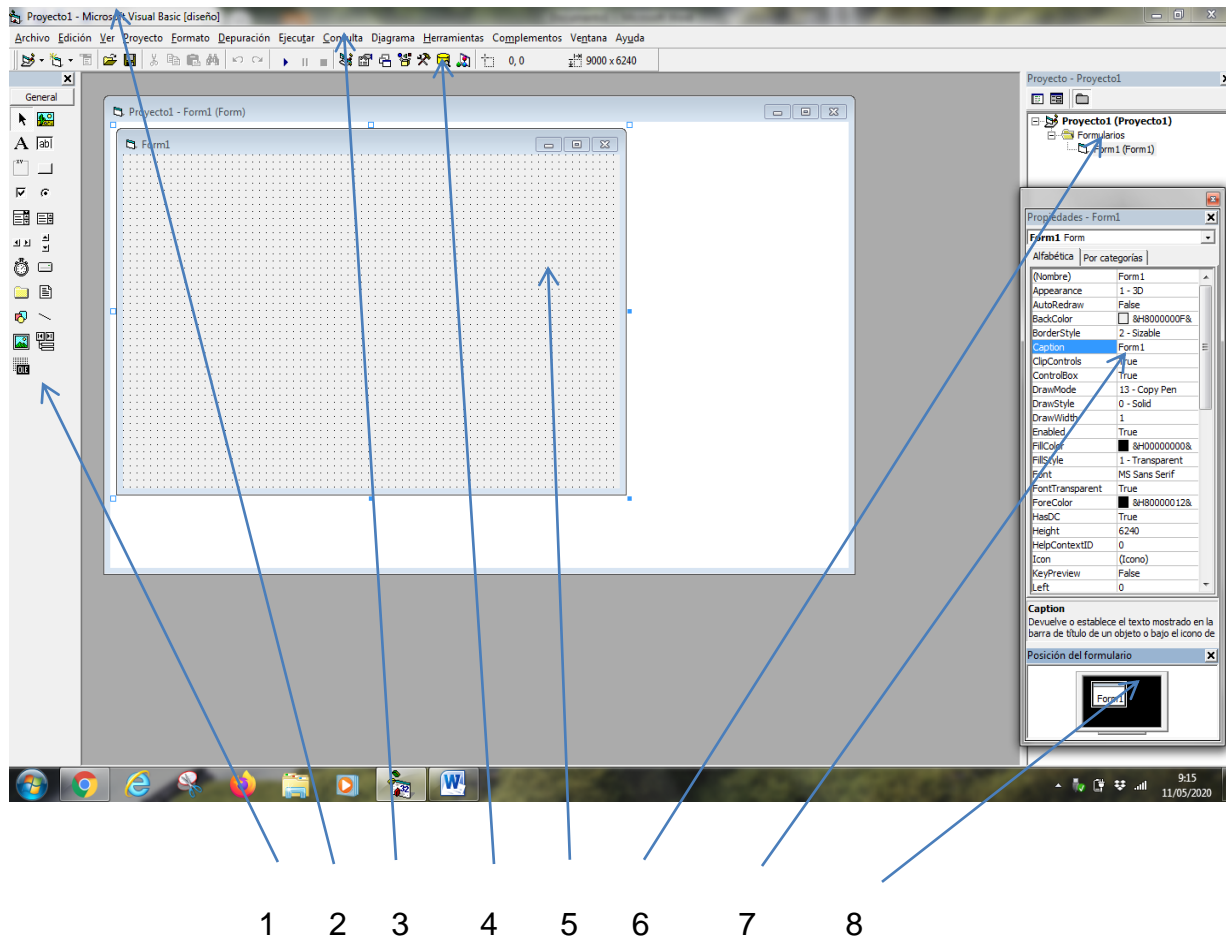 Proyecto1 - Microsoft Visual Basic [diseño]
Archivo Edición Ver Proyecto Formato Depuración Ejecutar Consulta Diagrama Herramientas Complementos Ventana Ayuda
0, 0 9000 x 6240
General
A ab
XY
OLE
Proyecto1 - Form1 (Form)
Form1
Proyecto - Proyecto1
Proyecto1 (Proyecto1)
Formularios
Form1 (Form1)
Propiedades - Form1
Form1 Form
Alfabética Por categorías
(Nombre) Form1
Appearance 1 - 3D
AutoRedraw False
BackColor &H8000000F&
BorderStyle 2 - Sizable
Caption Form1
ClipControls True
ControlBox True
DrawMode 13 - Copy Pen
DrawStyle 0 - Solid
DrawWidth 1
Enabled True
FillColor &H00000000&
FillStyle 1 - Transparent
Font MS Sans Serif
FontTransparent True
ForeColor &H80000012&
HasDC True
Height 6240
HelpContextID 0
Icon (Icono)
KeyPreview False
Left 0
Caption
Devuelve o establece el texto mostrado en la
barra de título de un objeto o bajo el icono de
Posición del formulario
Form1
W
32
9:15
11/05/2020
1 2 3 4 5 6 7 8